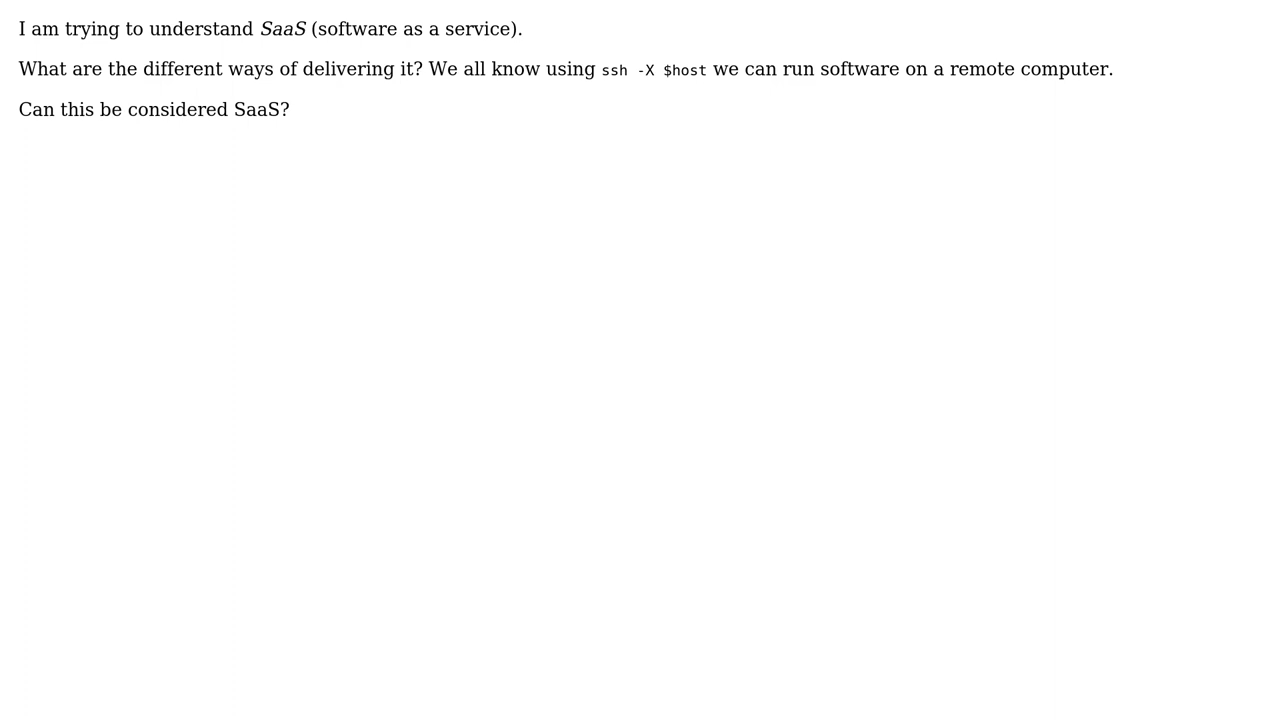 I am trying to understand SaaS (software as a service).
What are the different ways of delivering it? We all know using ssh -X $host we can run software on a remote computer.
Can this be considered SaaS?